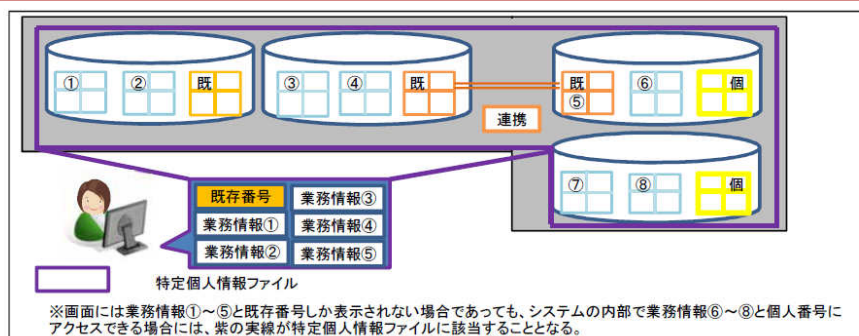 ① ② 既 ③ ④ 既 既 ⑥ 個
⑤
連携
⑦ ⑧ 個
既存番号 業務情報③
業務情報① 業務情報④
業務情報② 業務情報⑤
特定個人情報ファイル
※画面には業務情報①~⑤と既存番号しか表示されない場合であっても、システムの内部で業務情報⑥~⑧と個人番号に
アクセスできる場合には、紫の実線が特定個人情報ファイルに該当することとなる。